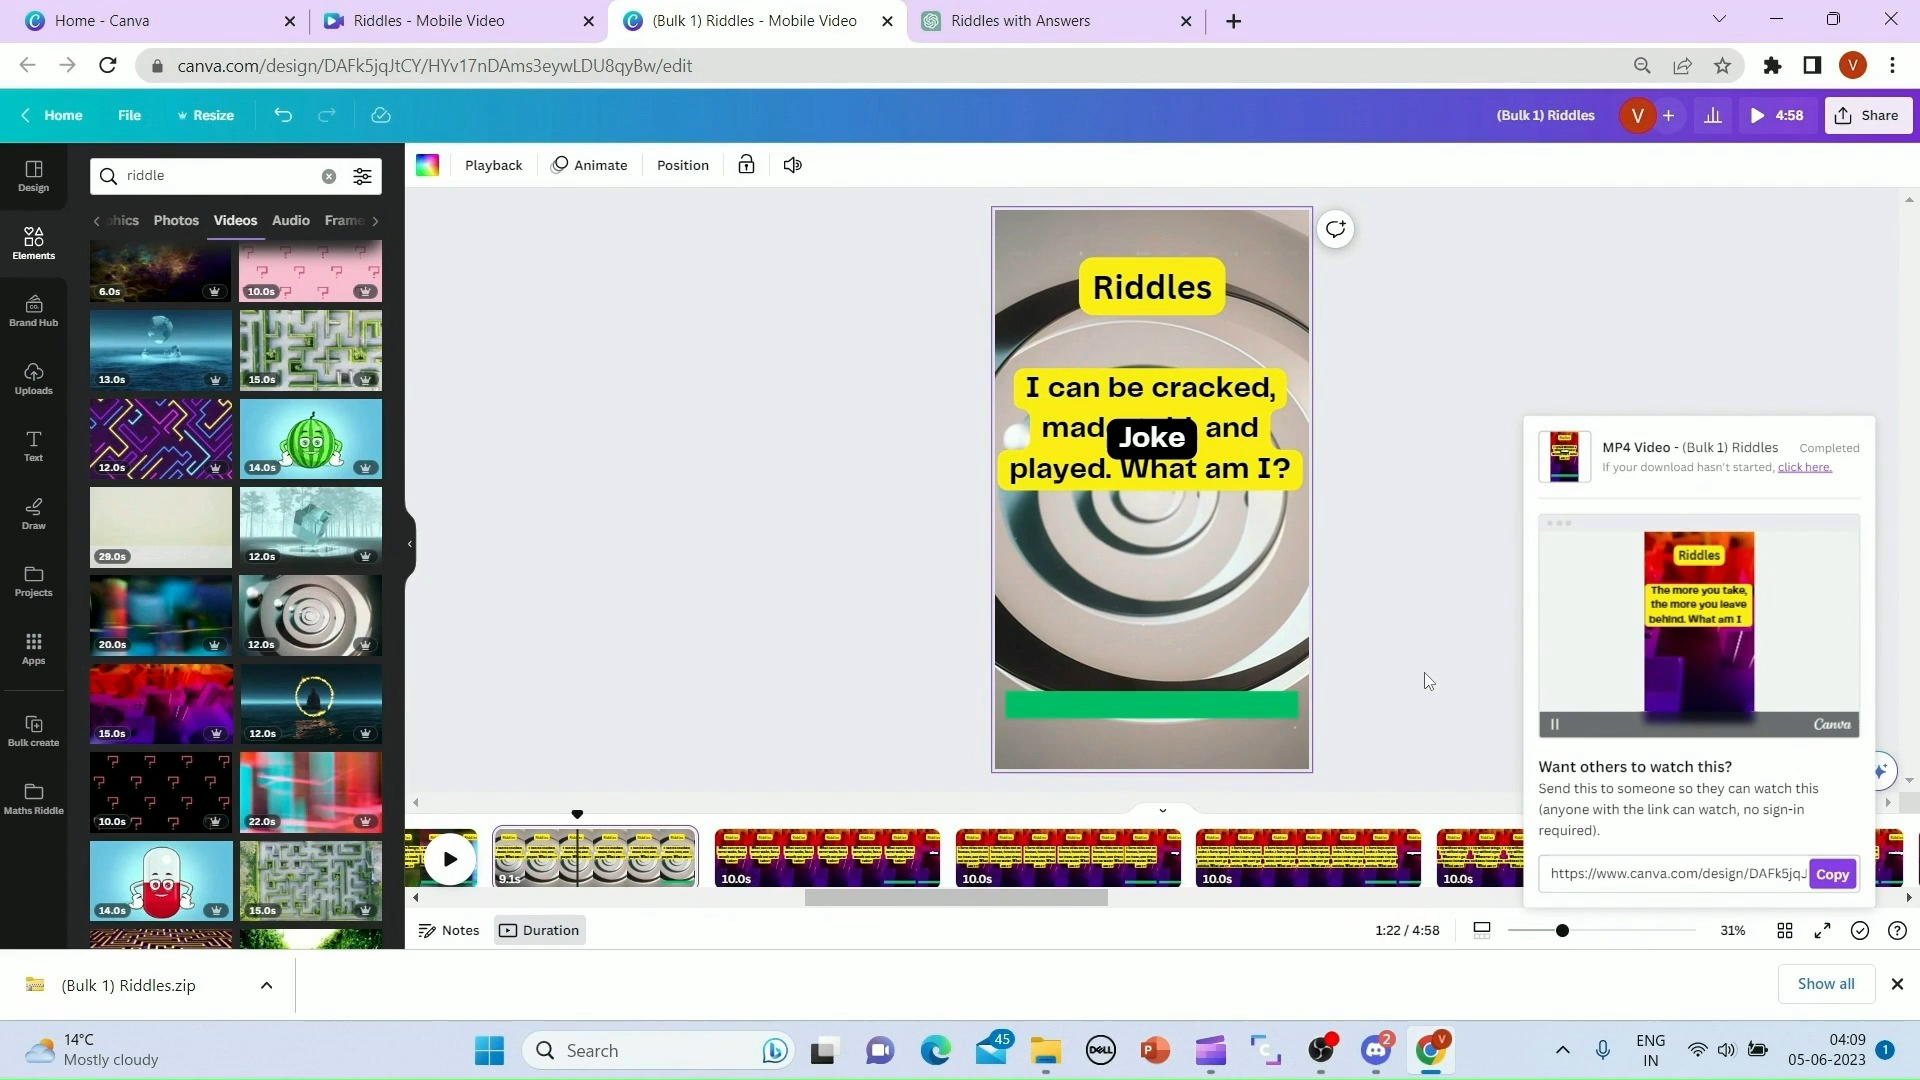 Home - Canva
Riddles - Mobile Video
(Bulk 1) Riddles - Mobile Video
Riddles with Answers
canva.com/design/DAFk5jqJtCY/HYv17nDAms3eywLDU8qyBw/edit
V
Home
File
Resize
(Bulk 1) Riddles
V
4:58
Share
riddle
Playback
Animate
Position
phics
Photos
Videos
Audio
Frame
Design
Elements
Brand Hub
Uploads
Text
Draw
Projects
Apps
Bulk create
Maths Riddle
6.0s
10.0s
13.0s
15.0s
12.0s
14.0s
29.0s
12.0s
20.0s
12.0s
15.0s
12.0s
10.0s
22.0s
14.0s
15.0s
Riddles
I can be cracked,
mad and
Joke
played. What am I?
MP4 Video - (Bulk 1) Riddles
Completed
If your download hasn't started, click here.
Riddles
The more you take,
the more you leave
behind. What am I
Canva
Want others to watch this?
Send this to someone so they can watch this
(anyone with the link can watch, no sign-in
required).
https://www.canva.com/design/DAFk5jqJ
Copy
9.1s
10.0s
10.0s
10.0s
10.0s
Notes
Duration
1:22 / 4:58
31%
(Bulk 1) Riddles.zip
Show all
14°C
Mostly cloudy
Search
45
DELL
2
V
ENG
IN
04:09
05-06-2023
1